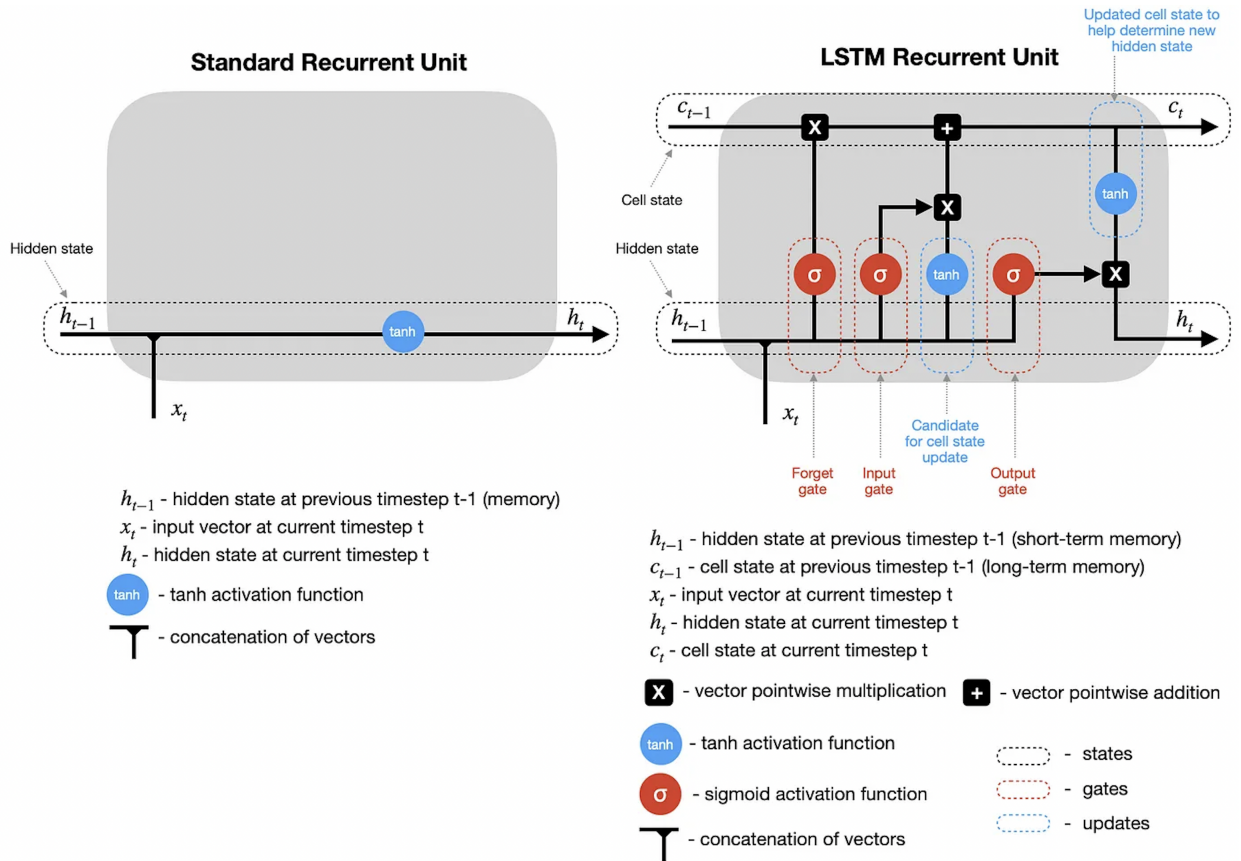 Standard Recurrent Unit
Hidden state
h_{t-1}
tanh
h_t
x_t
h_{t-1} - hidden state at previous timestep t-1 (memory)
x_t - input vector at current timestep t
h_t - hidden state at current timestep t
tanh - tanh activation function
- concatenation of vectors
LSTM Recurrent Unit
Updated cell state to
help determine new
hidden state
c_{t-1}
X
+
c_t
Cell state
tanh
X
Hidden state
σ
σ
tanh
σ
X
h_{t-1}
h_t
x_t
Forget
gate
Input
gate
Candidate
for cell state
update
Output
gate
h_{t-1} - hidden state at previous timestep t-1 (short-term memory)
c_{t-1} - cell state at previous timestep t-1 (long-term memory)
x_t - input vector at current timestep t
h_t - hidden state at current timestep t
c_t - cell state at current timestep t
X - vector pointwise multiplication
+ - vector pointwise addition
tanh - tanh activation function
σ - sigmoid activation function
- concatenation of vectors
- states
- gates
- updates